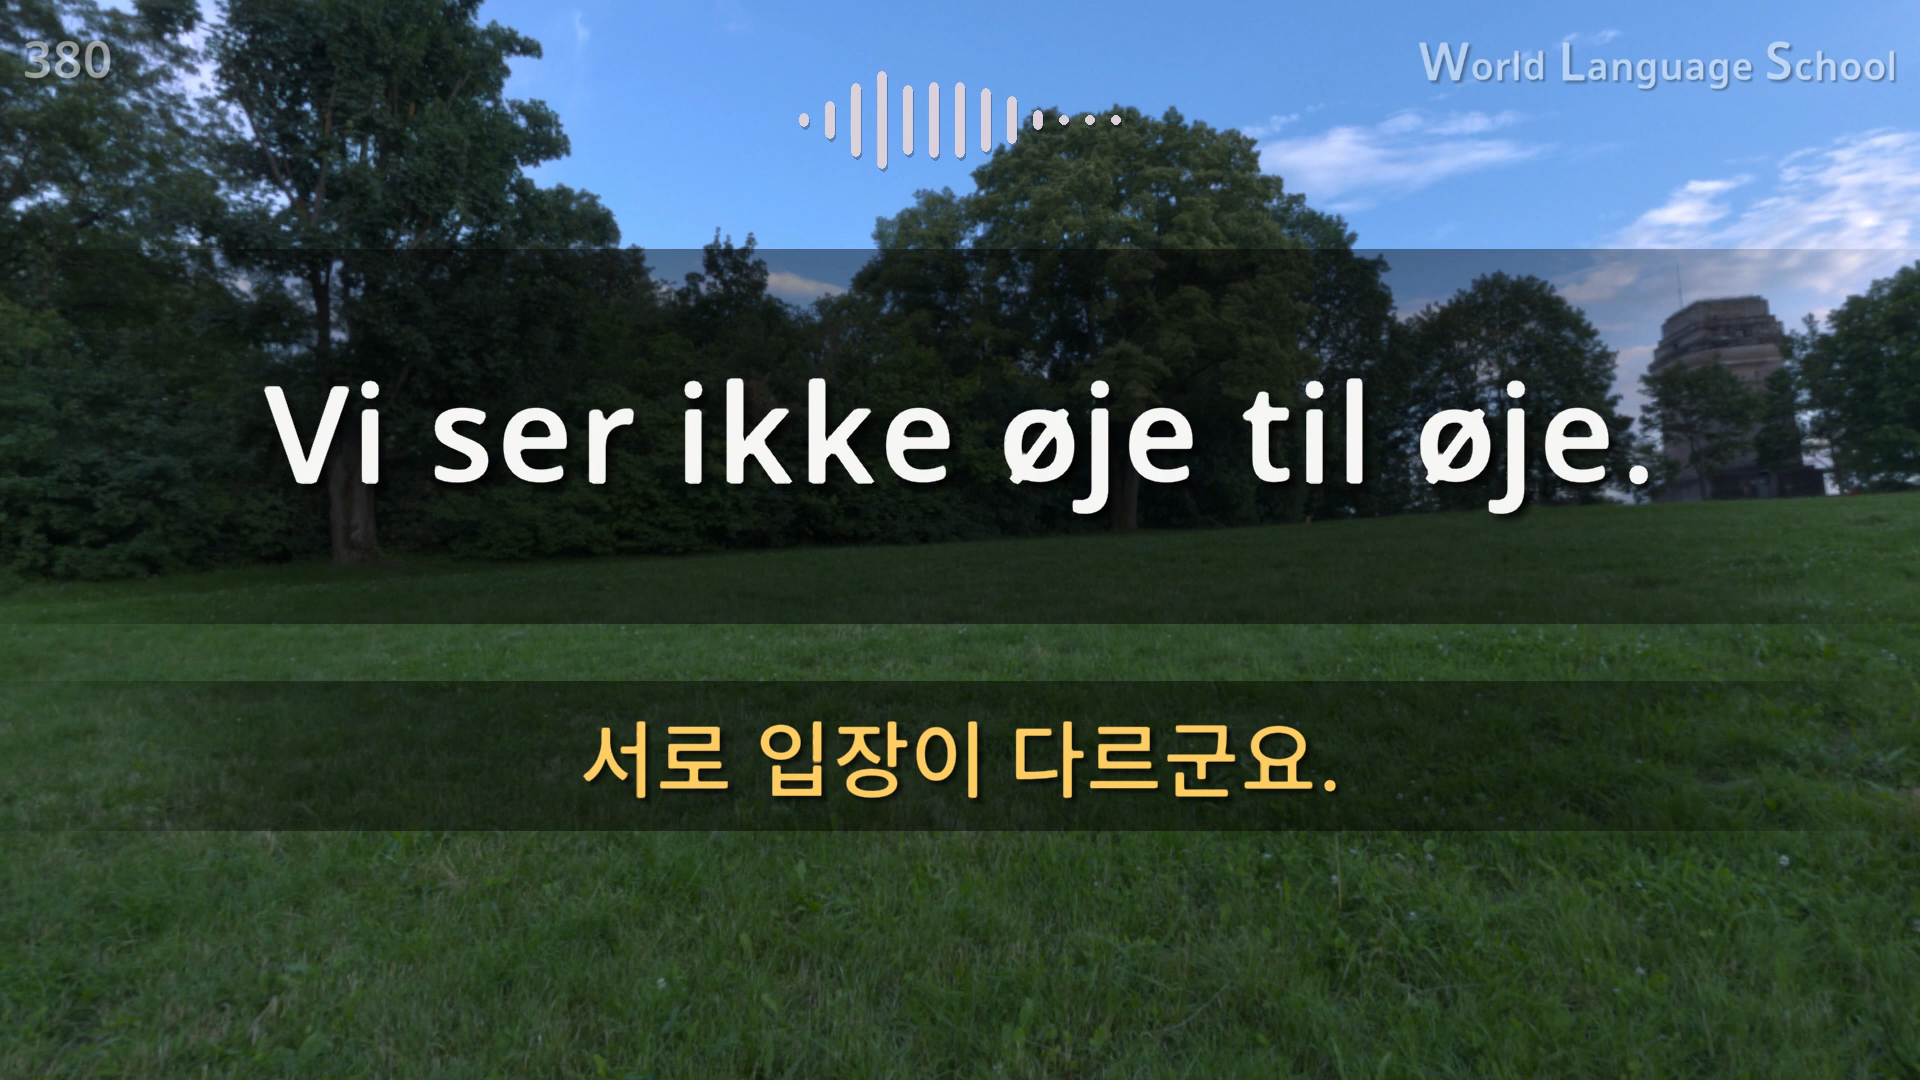 380
World Language School
Vi ser ikke øje til øje.
서로 입장이 다르군요.